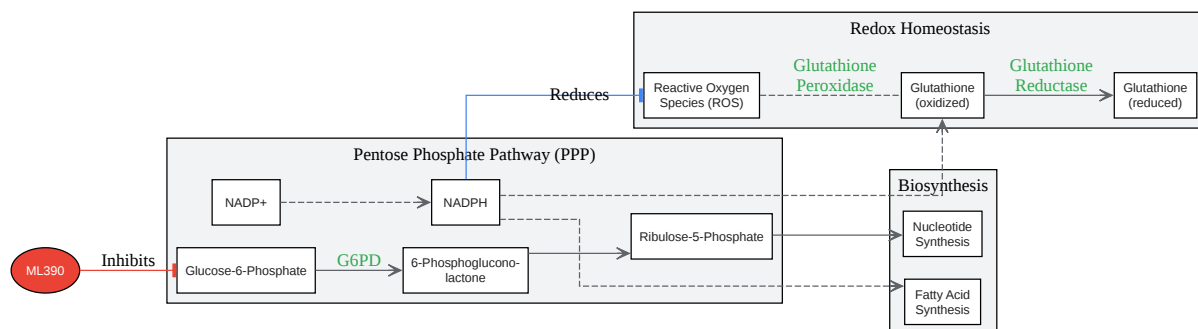 Redox Homeostasis
Glutathione
Peroxidase
Glutathione
Reductase
Reduces
Reactive Oxygen
Species (ROS)
Glutathione
(oxidized)
Glutathione
(reduced)
Pentose Phosphate Pathway (PPP)
NADP+
NADPH
Biosynthesis
Ribulose-5-Phosphate
Nucleotide
Synthesis
ML390
Inhibits
Glucose-6-Phosphate
G6PD
6-Phosphoglucono-
lactone
Fatty Acid
Synthesis